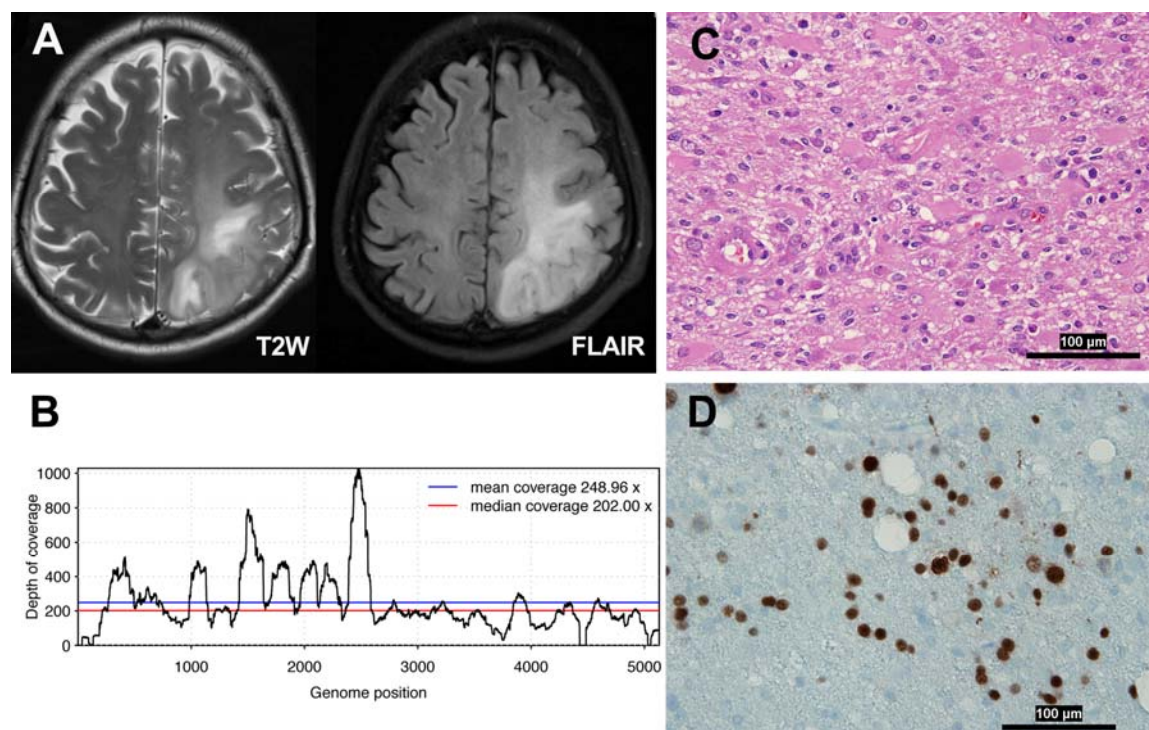 A
T2W
FLAIR
B
1000
800
600
400
200
0
Depth of coverage
mean coverage 248.96 x
median coverage 202.00 x
1000
2000
3000
4000
5000
Genome position
C
100 µm
D
100 µm